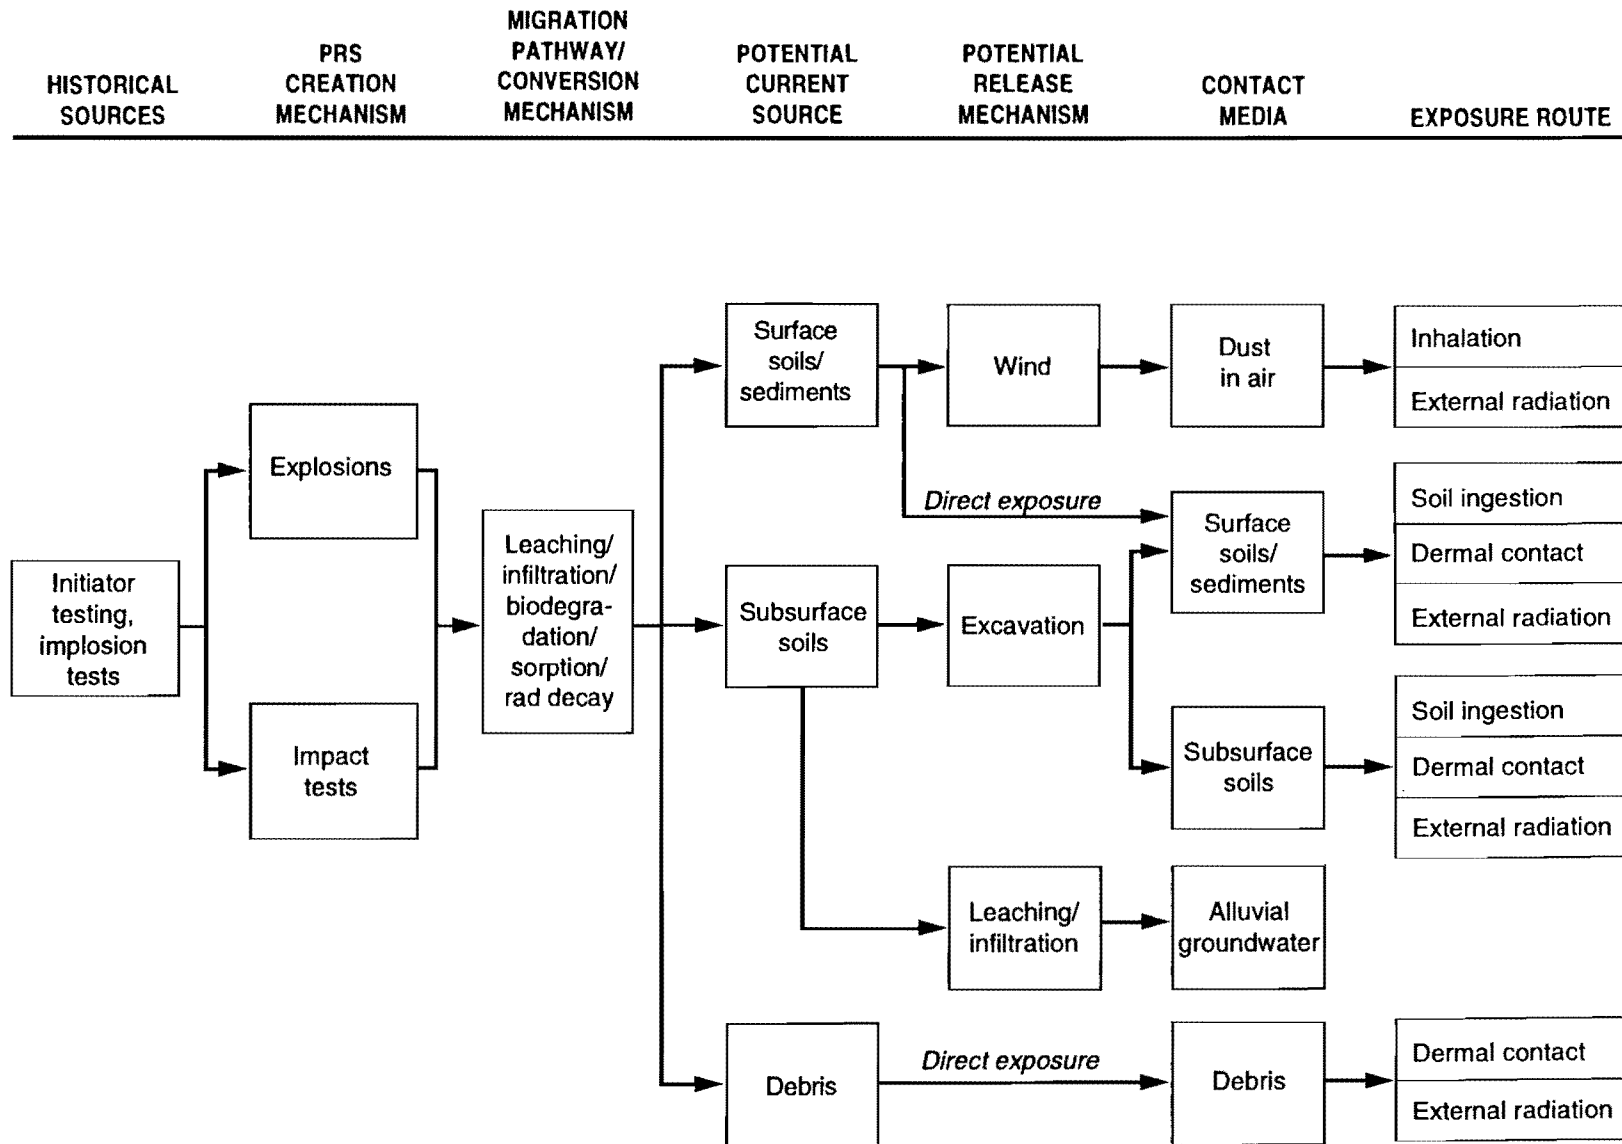 HISTORICAL
SOURCES
PRS
CREATION
MECHANISM
MIGRATION
PATHWAY/
CONVERSION
MECHANISM
POTENTIAL
CURRENT
SOURCE
POTENTIAL
RELEASE
MECHANISM
CONTACT
MEDIA
EXPOSURE ROUTE
Initiator
testing,
implosion
tests
Explosions
Impact
tests
Leaching/
infiltration/
biodegra-
dation/
sorption/
rad decay
Surface
soils/
sediments
Wind
Dust
in air
Inhalation
External radiation
Direct exposure
Surface
soils/
sediments
Soil ingestion
Dermal contact
External radiation
Subsurface
soils
Excavation
Subsurface
soils
Soil ingestion
Dermal contact
External radiation
Leaching/
infiltration
Alluvial
groundwater
Debris
Direct exposure
Debris
Dermal contact
External radiation